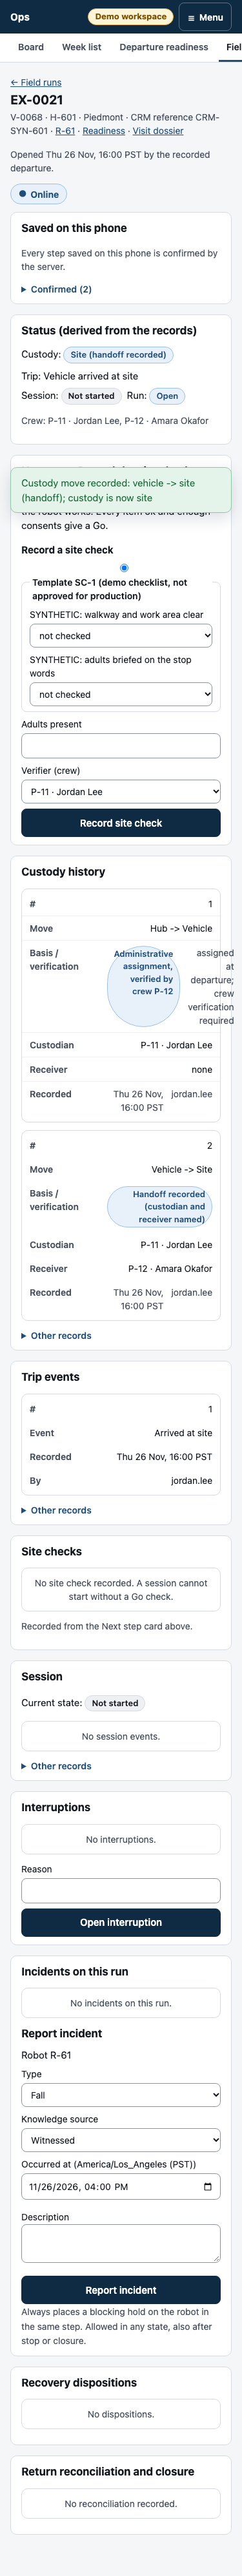 Ops
Demo workspace
≡ Menu
Board Week list Departure readiness Fiel
← Field runs
EX-0021
V-0068 · H-601 · Piedmont · CRM reference CRM-
SYN-601 · R-61 · Readiness · Visit dossier
Opened Thu 26 Nov, 16:00 PST by the recorded
departure.
Online
Saved on this phone
Every step saved on this phone is confirmed by
the server.
Confirmed (2)
Status (derived from the records)
Custody: Site (handoff recorded)
Trip: Vehicle arrived at site
Session: Not started Run: Open
Crew: P-11 · Jordan Lee, P-12 · Amara Okafor
Custody move recorded: vehicle -> site
(handoff); custody is now site
the robot works. Every item ok and enough
consents give a Go.
Record a site check
Template SC-1 (demo checklist, not
approved for production)
SYNTHETIC: walkway and work area clear
not checked
SYNTHETIC: adults briefed on the stop
words
not checked
Adults present
Verifier (crew)
P-11 · Jordan Lee
Record site check
Custody history
# 1
Move Hub -> Vehicle
Basis /
verification
Administrative
assignment,
verified by
crew P-12
assigned
at
departure;
crew
verification
required
Custodian P-11 · Jordan Lee
Receiver none
Recorded Thu 26 Nov, jordan.lee
16:00 PST
# 2
Move Vehicle -> Site
Basis /
verification
Handoff recorded
(custodian and
receiver named)
Custodian P-11 · Jordan Lee
Receiver P-12 · Amara Okafor
Recorded Thu 26 Nov, jordan.lee
16:00 PST
Other records
Trip events
# 1
Event Arrived at site
Recorded Thu 26 Nov, 16:00 PST
By jordan.lee
Other records
Site checks
No site check recorded. A session cannot
start without a Go check.
Recorded from the Next step card above.
Session
Current state: Not started
No session events.
Other records
Interruptions
No interruptions.
Reason
Open interruption
Incidents on this run
No incidents on this run.
Report incident
Robot R-61
Type
Fall
Knowledge source
Witnessed
Occurred at (America/Los_Angeles (PST))
11/26/2026, 04:00 PM
Description
Report incident
Always places a blocking hold on the robot in
the same step. Allowed in any state, also after
stop or closure.
Recovery dispositions
No dispositions.
Return reconciliation and closure
No reconciliation recorded.